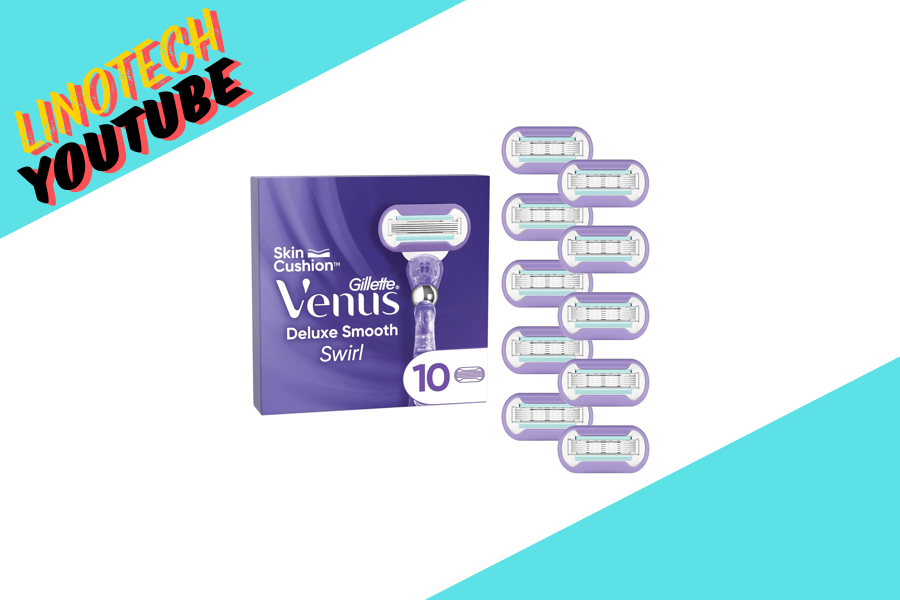 LINOTECH
YOUTUBE
Skin
Cushion™
Gillette®
Venus
Deluxe Smooth
Swirl
10